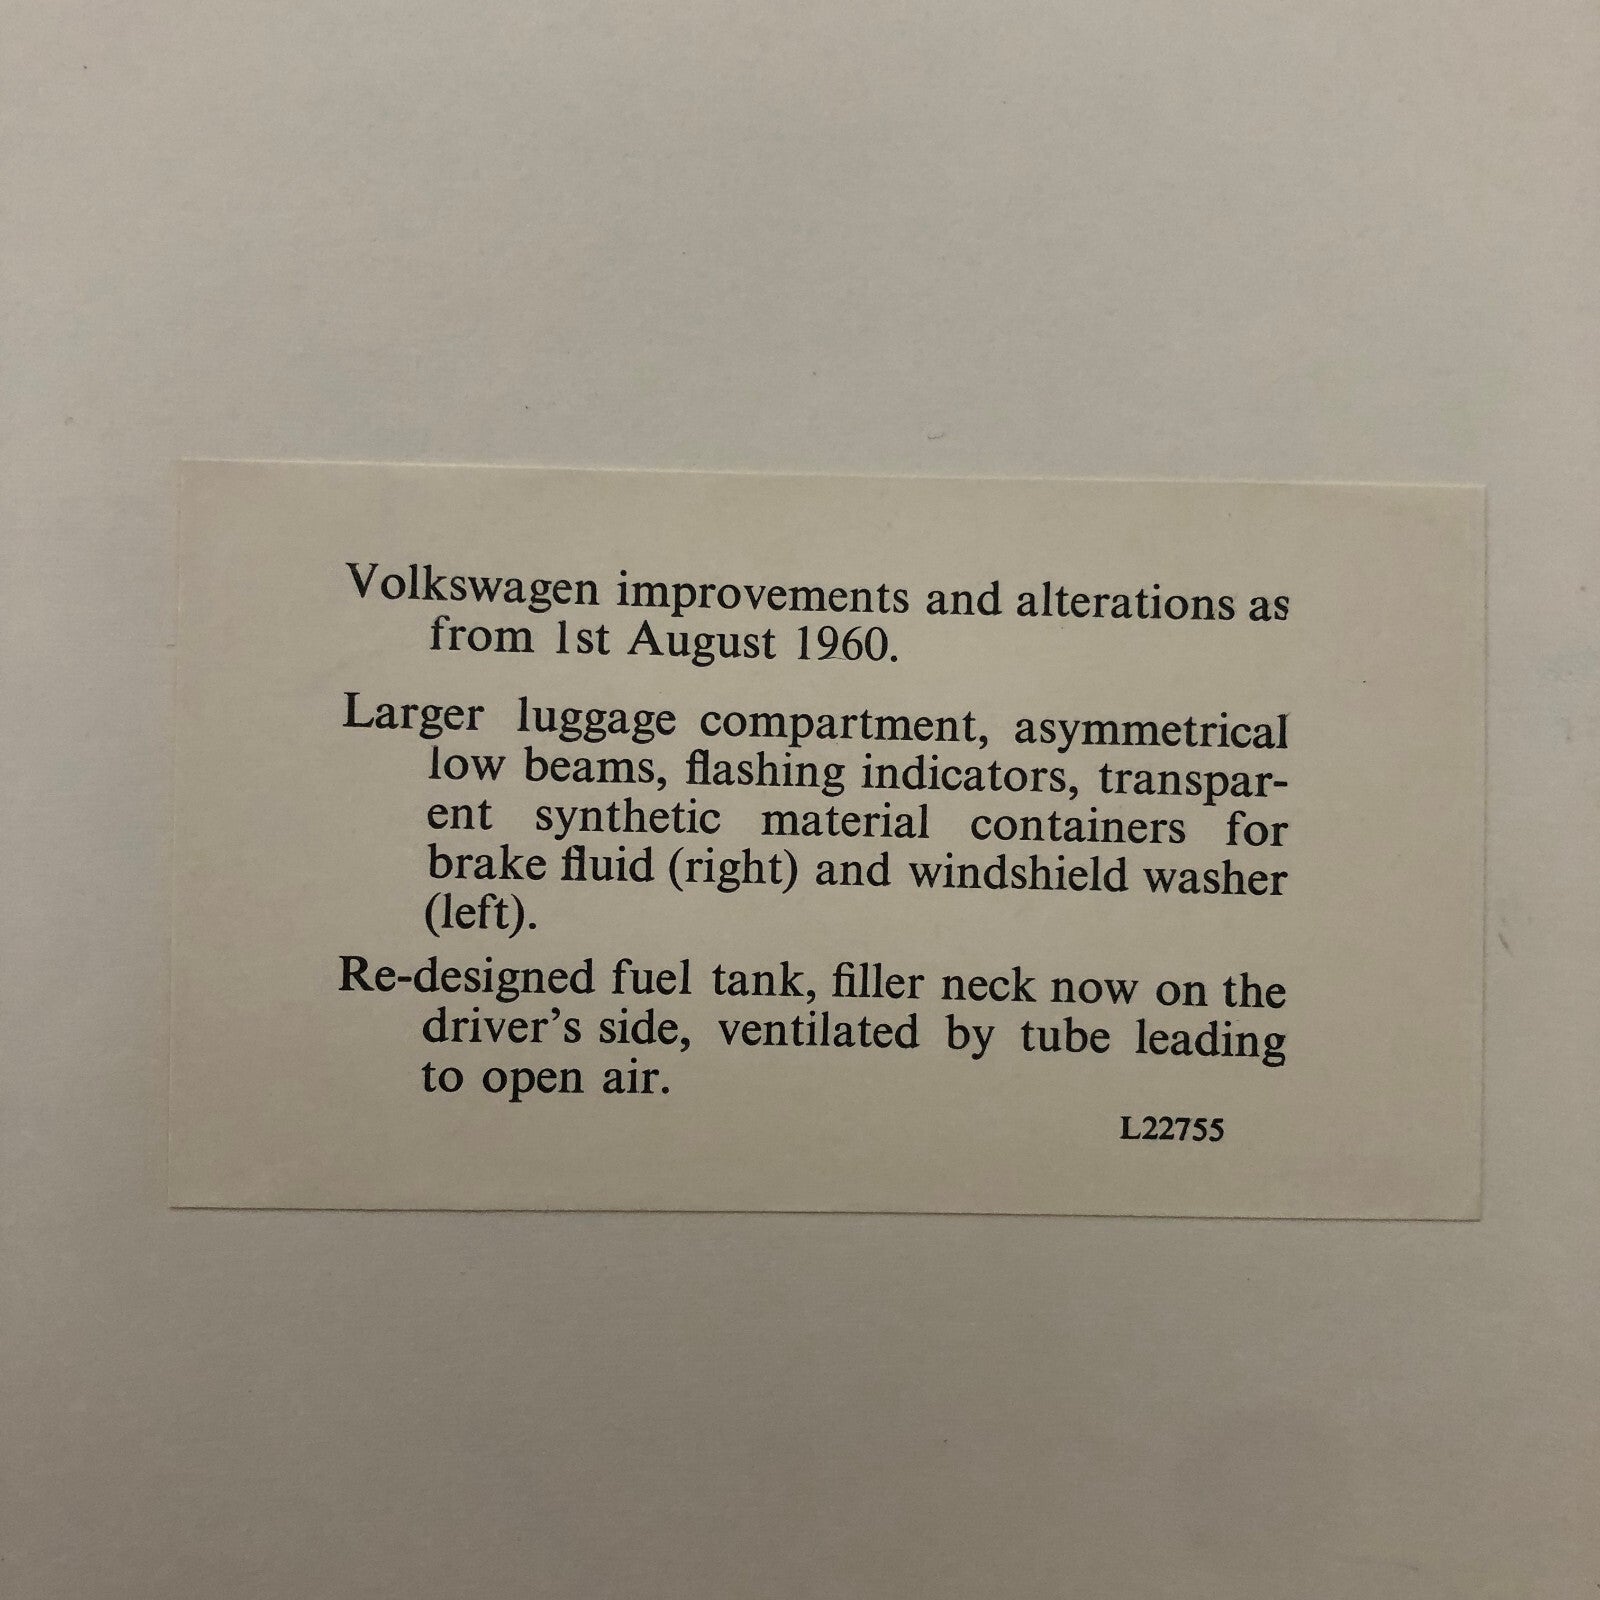 Volkswagen improvements and alterations as
from 1st August 1960.
Larger luggage compartment, asymmetrical
low beams, flashing indicators, transpar-
ent synthetic material containers for
brake fluid (right) and windshield washer
(left).
Re-designed fuel tank, filler neck now on the
driver's side, ventilated by tube leading
to open air.
L22755